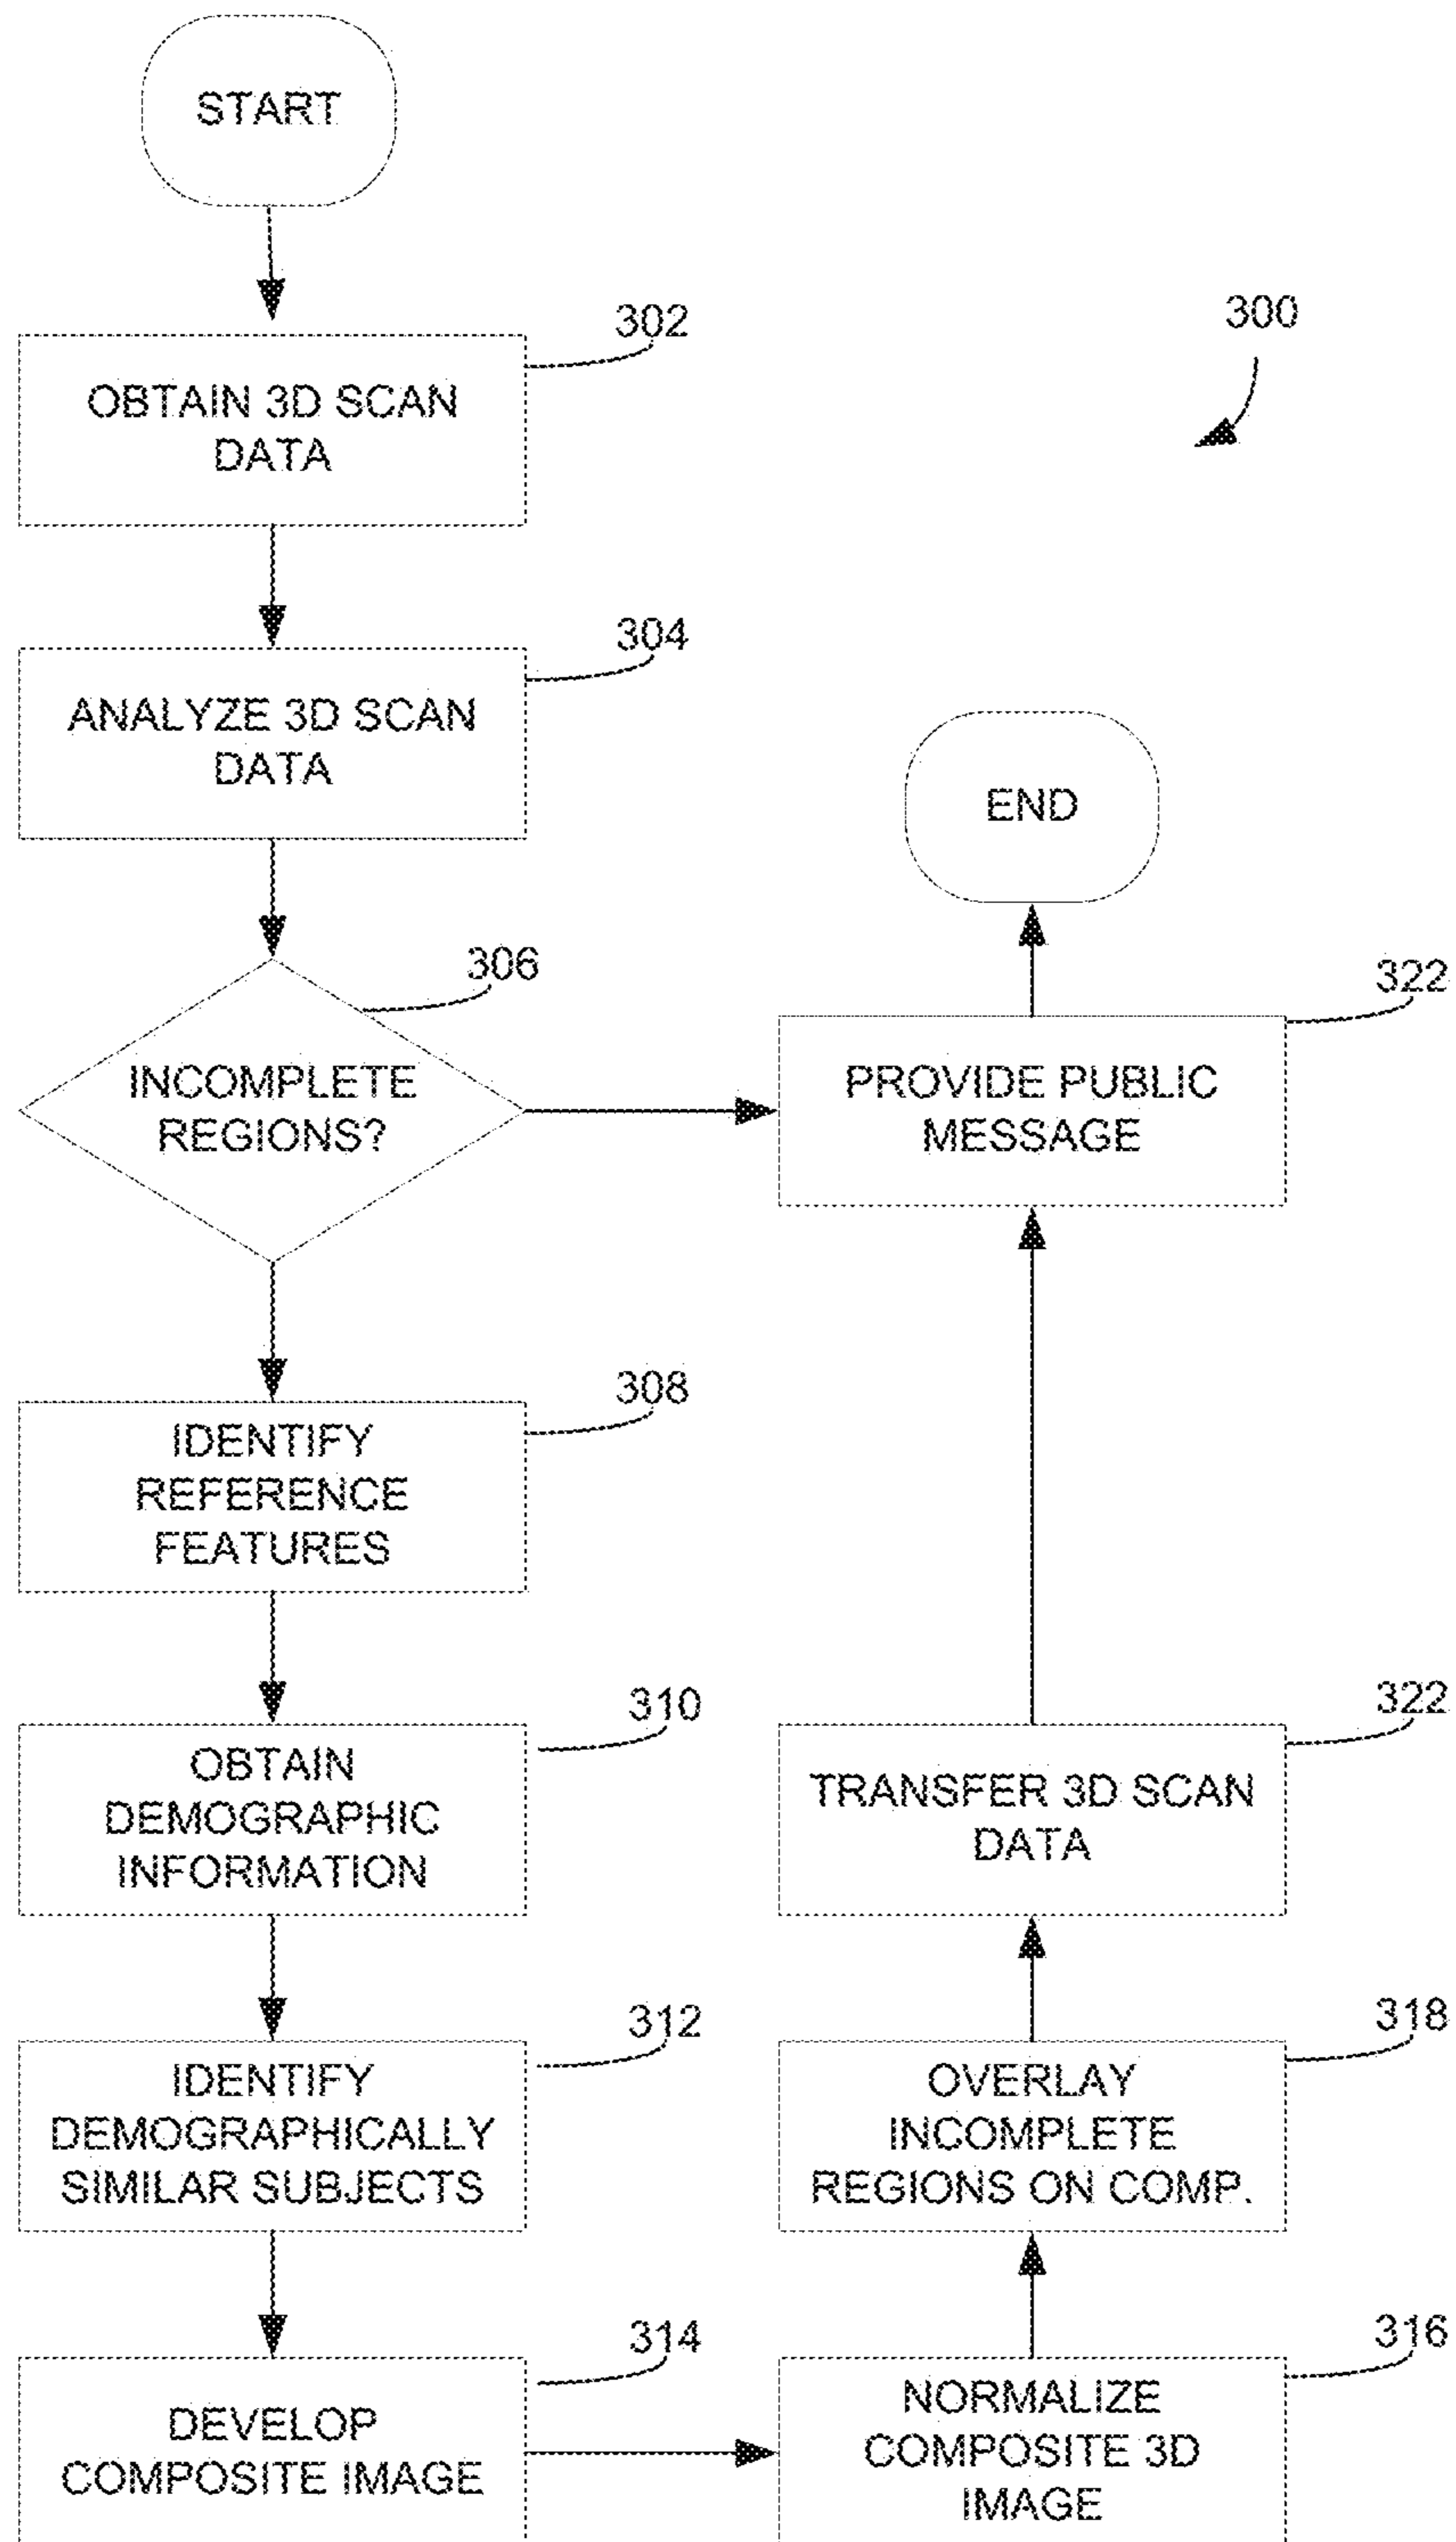 START
300
302
OBTAIN 3D SCAN
DATA
304
ANALYZE 3D SCAN
DATA
306
INCOMPLETE
REGIONS?
308
IDENTIFY
REFERENCE
FEATURES
310
OBTAIN
DEMOGRAPHIC
INFORMATION
312
IDENTIFY
DEMOGRAPHICALLY
SIMILAR SUBJECTS
314
DEVELOP
COMPOSITE IMAGE
316
NORMALIZE
COMPOSITE 3D
IMAGE
318
OVERLAY
INCOMPLETE
REGIONS ON COMP.
322
TRANSFER 3D SCAN
DATA
322
PROVIDE PUBLIC
MESSAGE
END